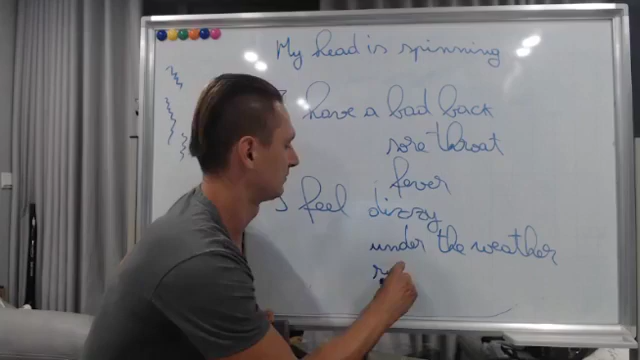 My head is spinning
I have a bad back
sore throat
fever
I feel dizzy
under the weather